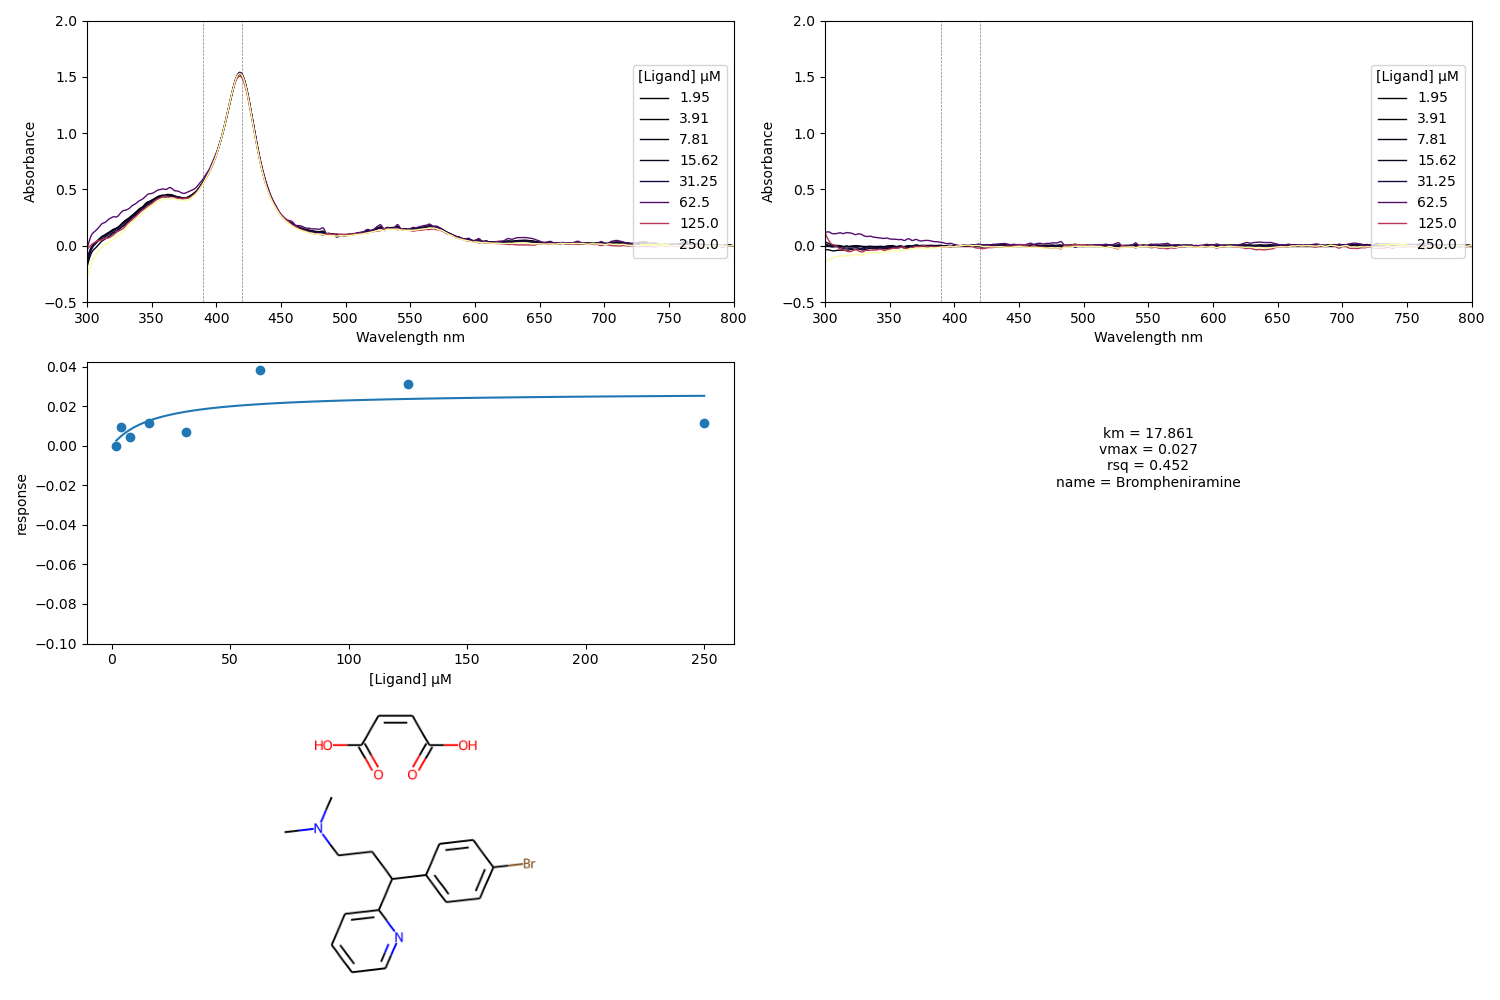 2.0
1.5
1.0
0.5
0.0
−0.5
Absorbance
300 350 400 450 500 550 600 650 700 750 800
Wavelength nm
[Ligand] µM
1.95
3.91
7.81
15.62
31.25
62.5
125.0
250.0
2.0
1.5
1.0
0.5
0.0
−0.5
Absorbance
300 350 400 450 500 550 600 650 700 750 800
Wavelength nm
[Ligand] µM
1.95
3.91
7.81
15.62
31.25
62.5
125.0
250.0
0.04
0.02
0.00
−0.02
−0.04
−0.06
−0.08
−0.10
response
0 50 100 150 200 250
[Ligand] µM
km = 17.861
vmax = 0.027
rsq = 0.452
name = Brompheniramine
HO OH
O O
N
Br
N